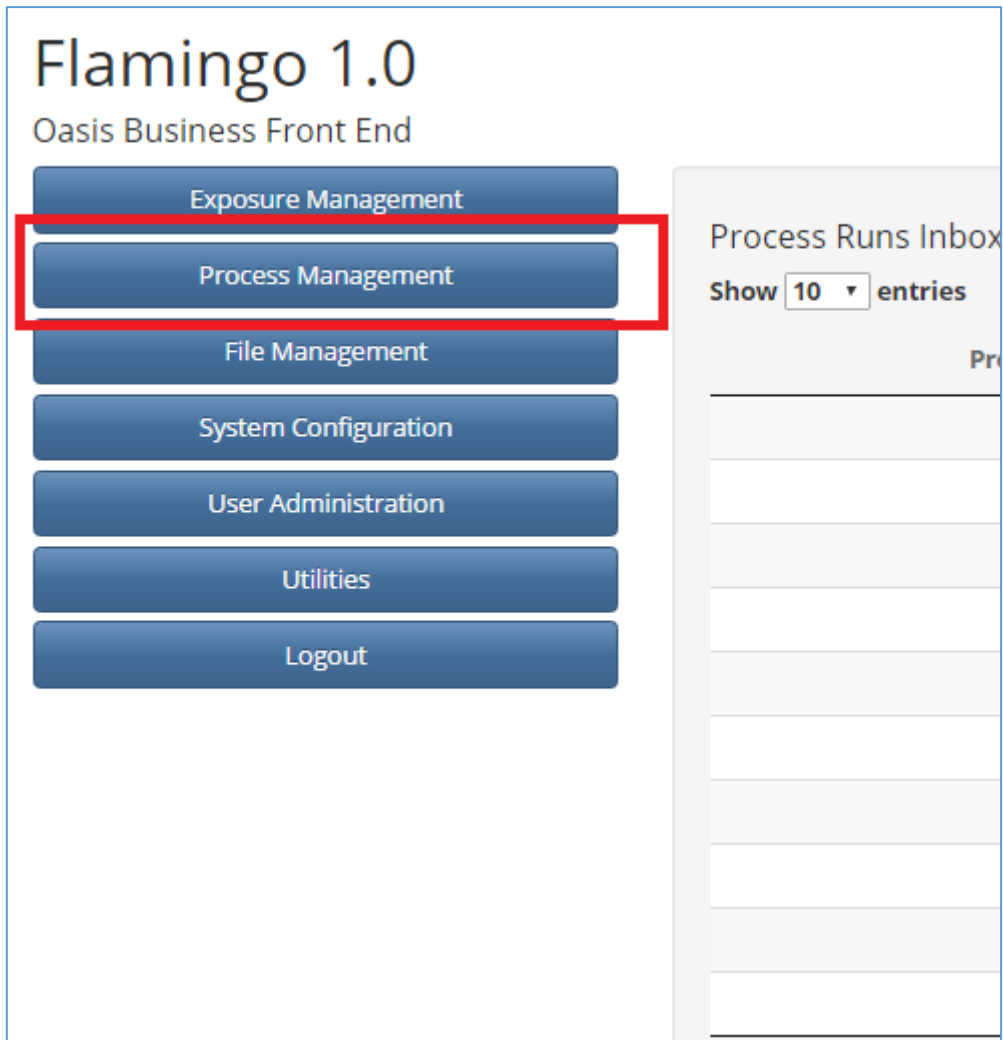 Flamingo 1.0
Oasis Business Front End
Exposure Management
Process Management
File Management
System Configuration
User Administration
Utilities
Logout
Process Runs Inbox
Show 10 entries